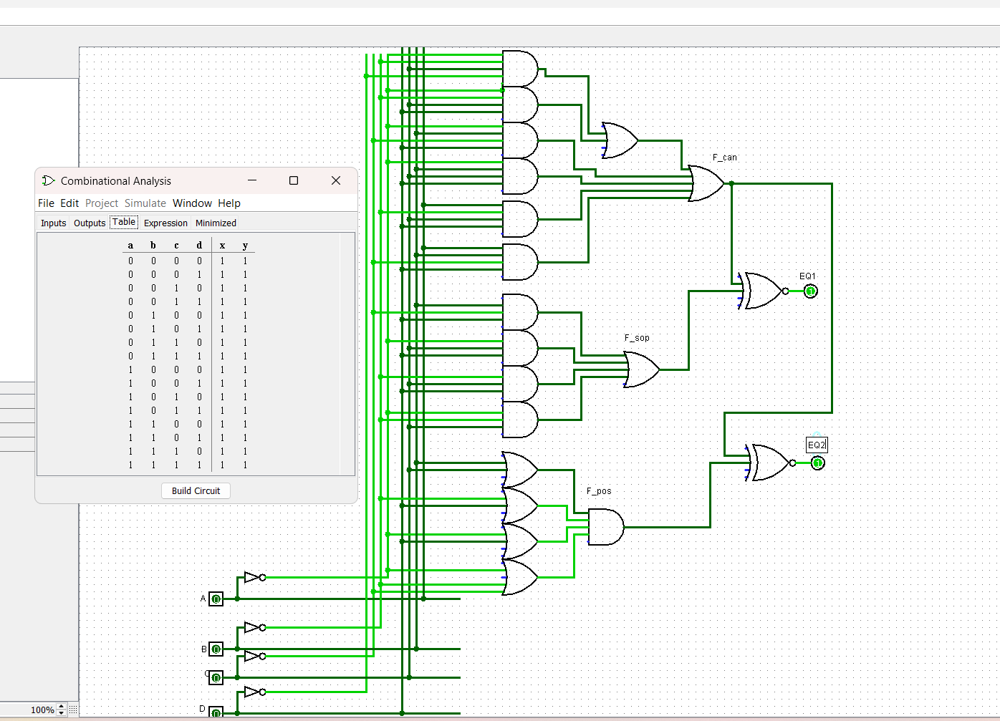 Combinational Analysis
File Edit Project Simulate Window Help
Inputs Outputs Table Expression Minimized
a b c d x y
0 0 0 0 1 1
0 0 0 1 1 1
0 0 1 0 1 1
0 0 1 1 1 1
0 1 0 0 1 1
0 1 0 1 1 1
0 1 1 0 1 1
0 1 1 1 1 1
1 0 0 0 1 1
1 0 0 1 1 1
1 0 1 0 1 1
1 0 1 1 1 1
1 1 0 0 1 1
1 1 0 1 1 1
1 1 1 0 1 1
1 1 1 1 1 1
Build Circuit
F_can
EQ1
1
F_sop
EQ2
1
F_pos
A 0
B 0
C 0
D 0
100%